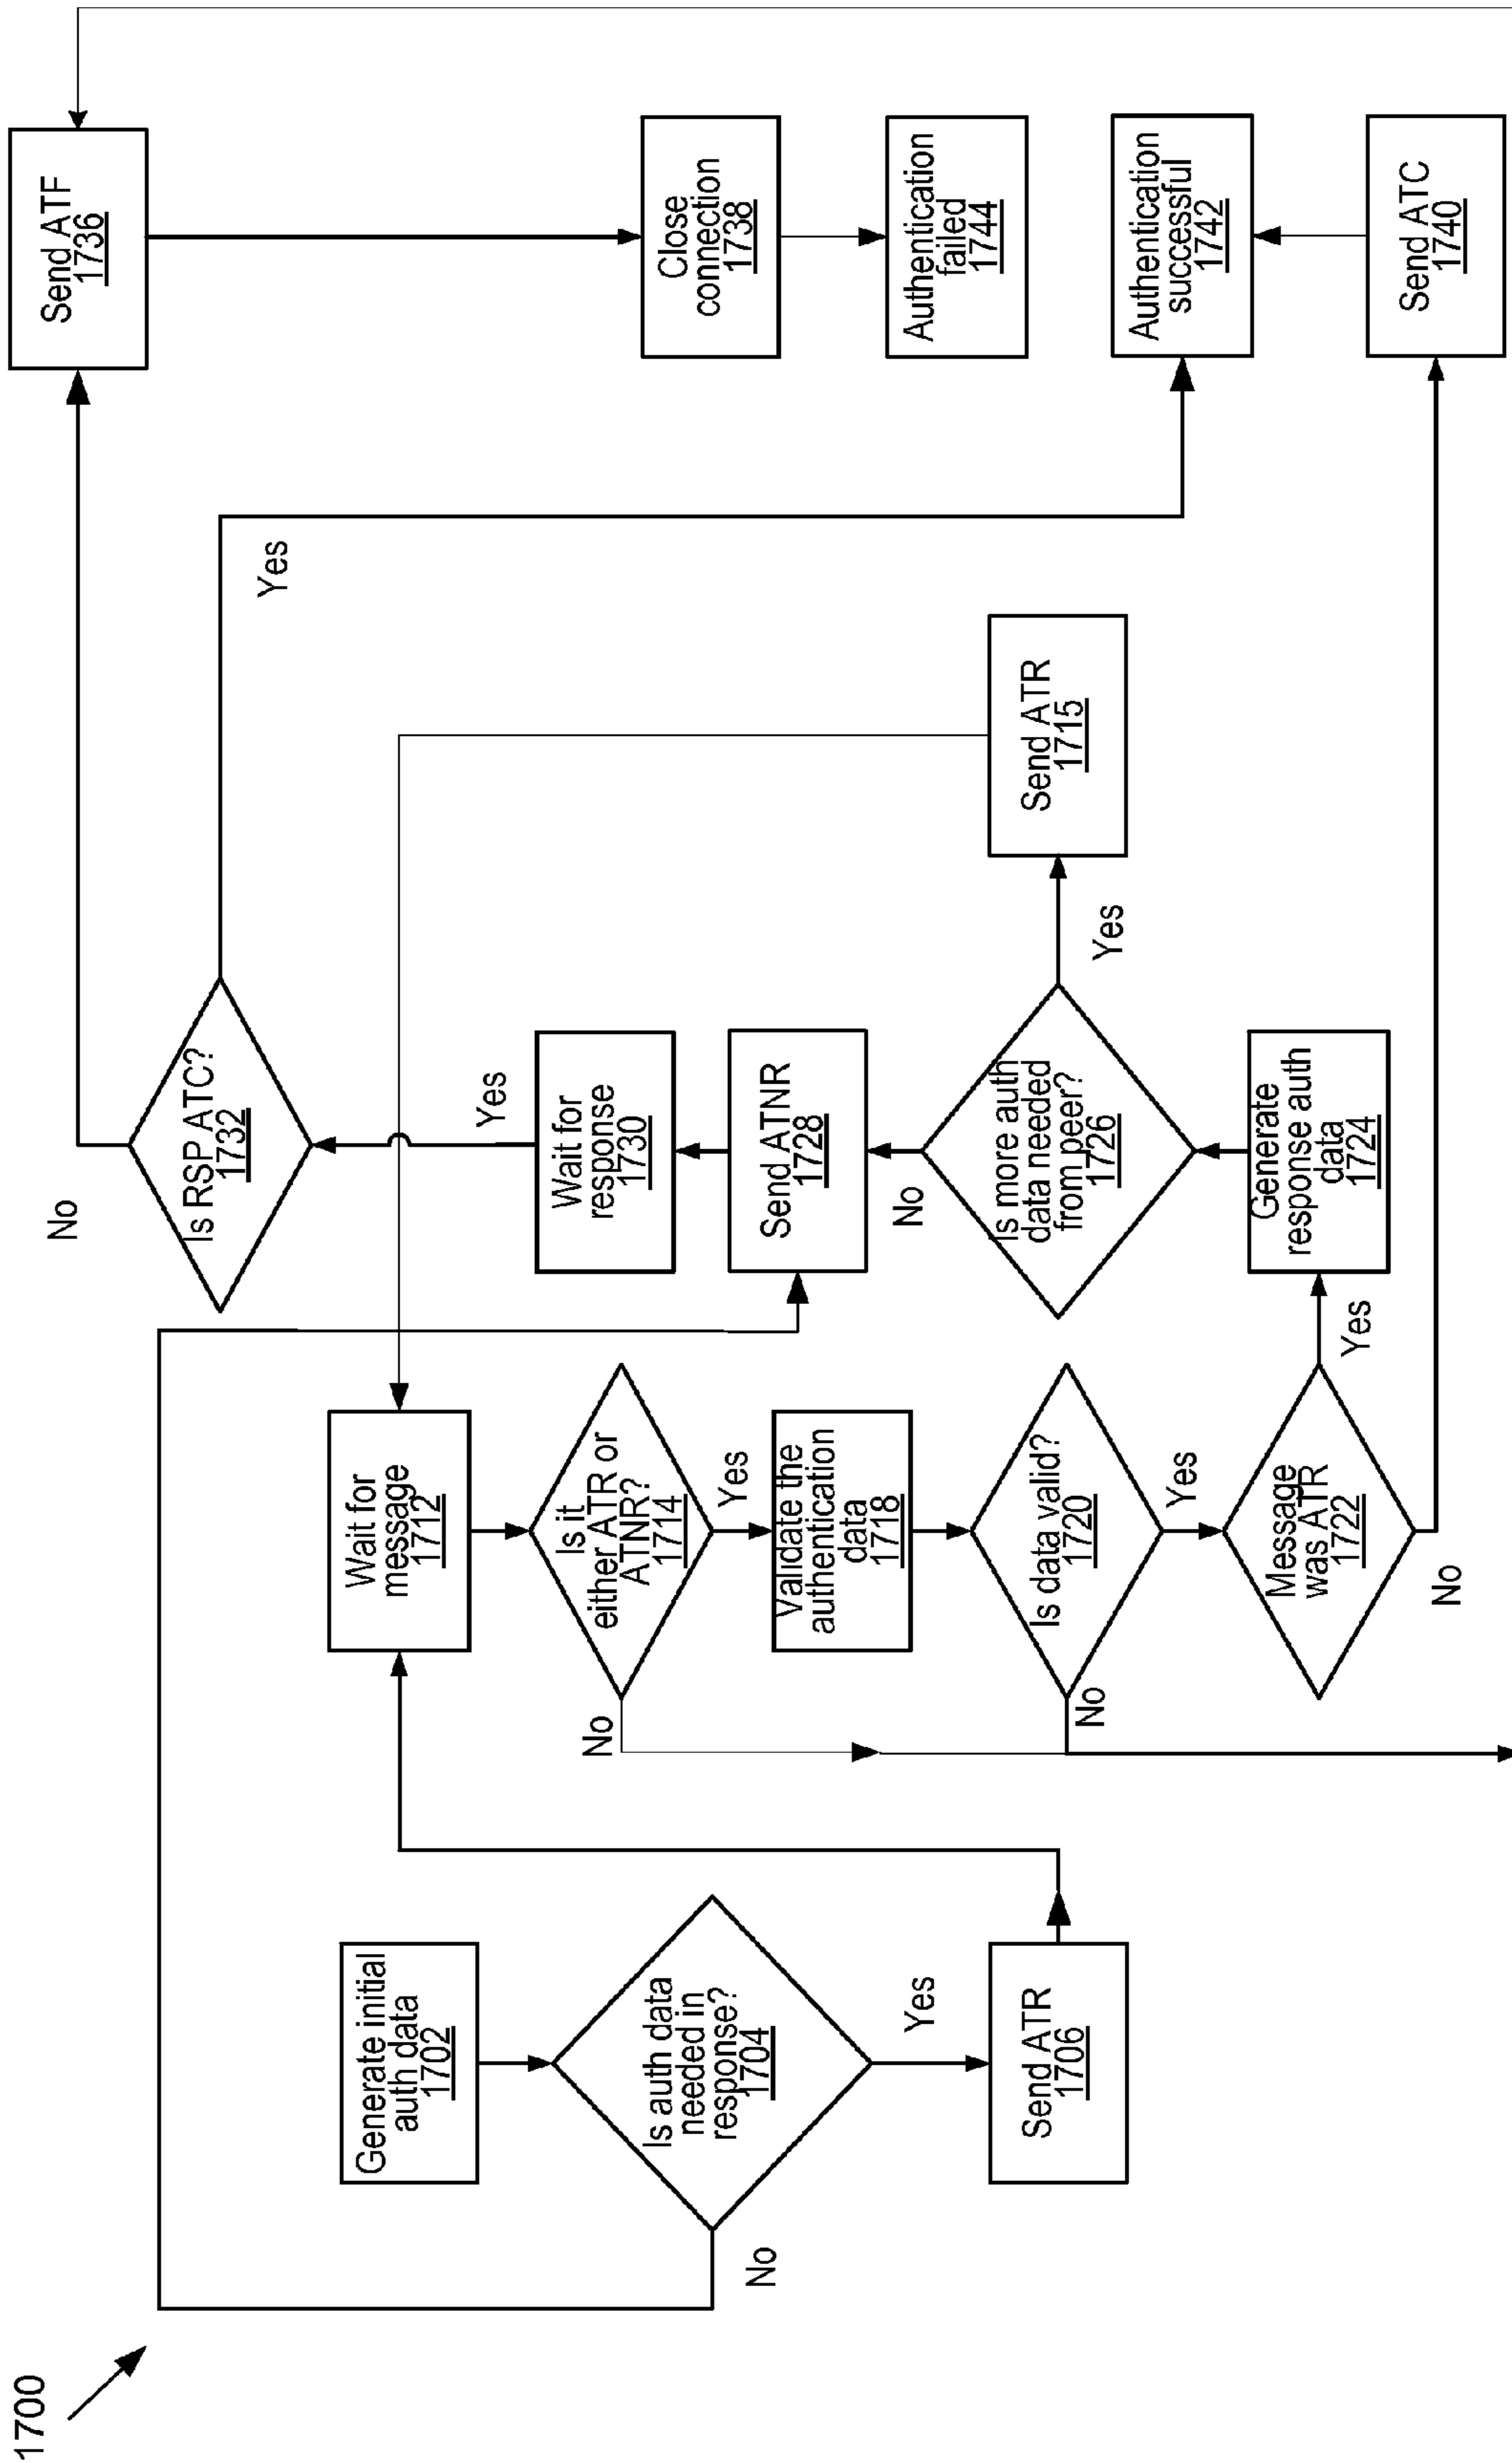 1700
Generate initial
auth data
1702
Is auth data
needed in
response?
1704
No
Yes
Send ATR
1706
Wait for
message
1712
Is it
either ATR or
ATNR?
1714
No
Yes
Validate the
authentication
data
1718
Is data valid?
1720
No
Yes
Message
was ATR
1722
No
Yes
Is RSP ATC?
1732
No
Yes
Wait for
response
1730
Yes
Send ATNR
1728
Is more auth
data needed
from peer?
1726
No
Yes
Generate
response auth
data
1724
Send ATR
1715
Send ATF
1736
Close
connection
1738
Authentication
failed
1744
Authentication
successful
1742
Send ATC
1740